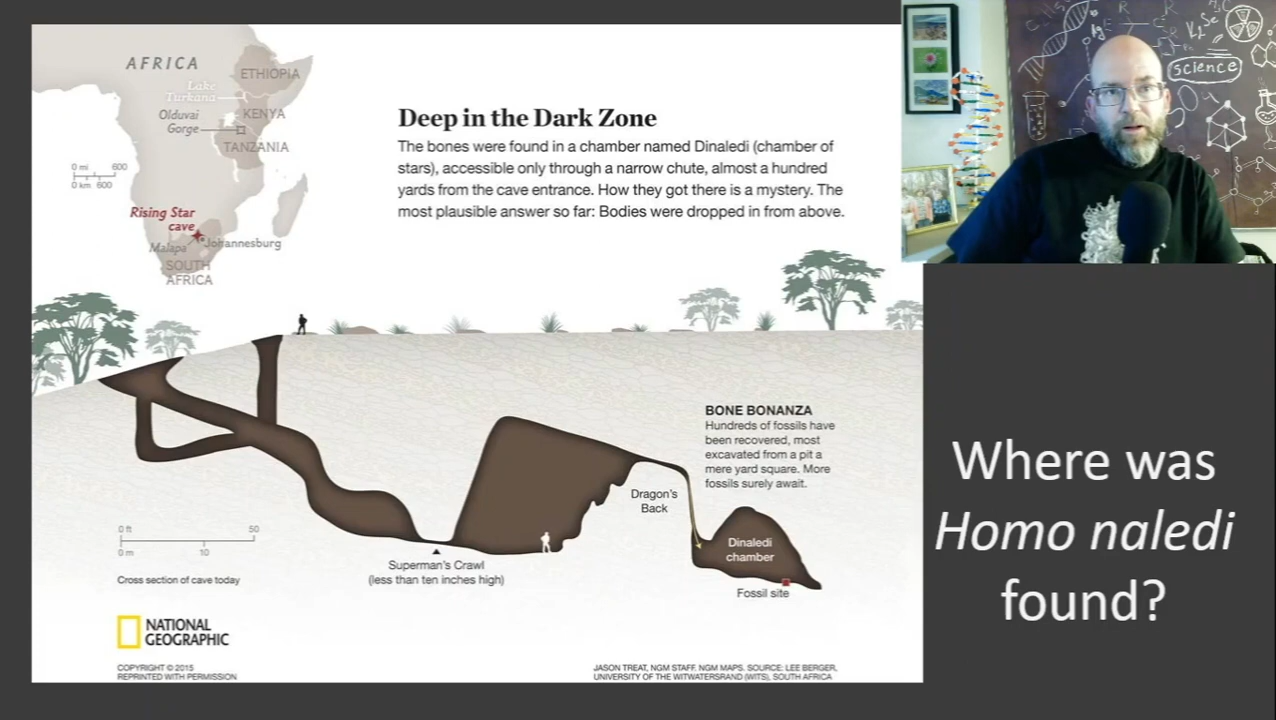 AFRICA
ETHIOPIA
Lake
Turkana
Olduvai
Gorge
KENYA
TANZANIA
0 mi 600
0 km 600
Rising Star
cave
Malapa
Johannesburg
SOUTH
AFRICA
Deep in the Dark Zone
The bones were found in a chamber named Dinaledi (chamber of
stars), accessible only through a narrow chute, almost a hundred
yards from the cave entrance. How they got there is a mystery. The
most plausible answer so far: Bodies were dropped in from above.
BONE BONANZA
Hundreds of fossils have
been recovered, most
excavated from a pit a
mere yard square. More
fossils surely await.
Dragon's
Back
Dinaledi
chamber
Fossil site
Superman's Crawl
(less than ten inches high)
0 ft 50
0 m 10
Cross section of cave today
NATIONAL
GEOGRAPHIC
COPYRIGHT © 2015
REPRINTED WITH PERMISSION
JASON TREAT, NGM STAFF. NGM MAPS. SOURCE: LEE BERGER,
UNIVERSITY OF THE WITWATERSRAND (WITS), SOUTH AFRICA
science
Where was
Homo naledi
found?